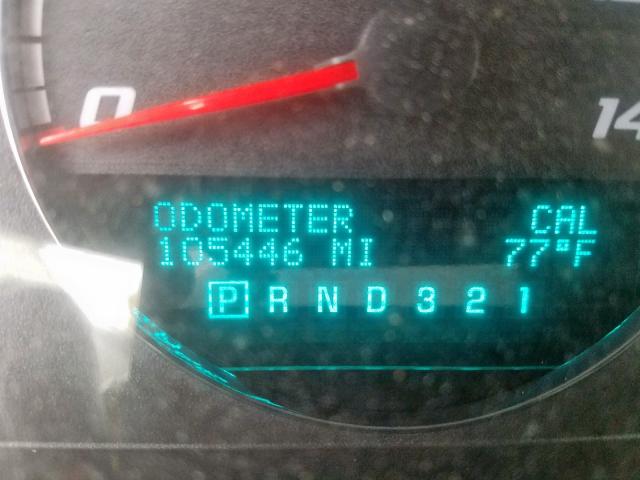 0
14
ODOMETER CAL
105446 MI 77°F
P R N D 3 2 1